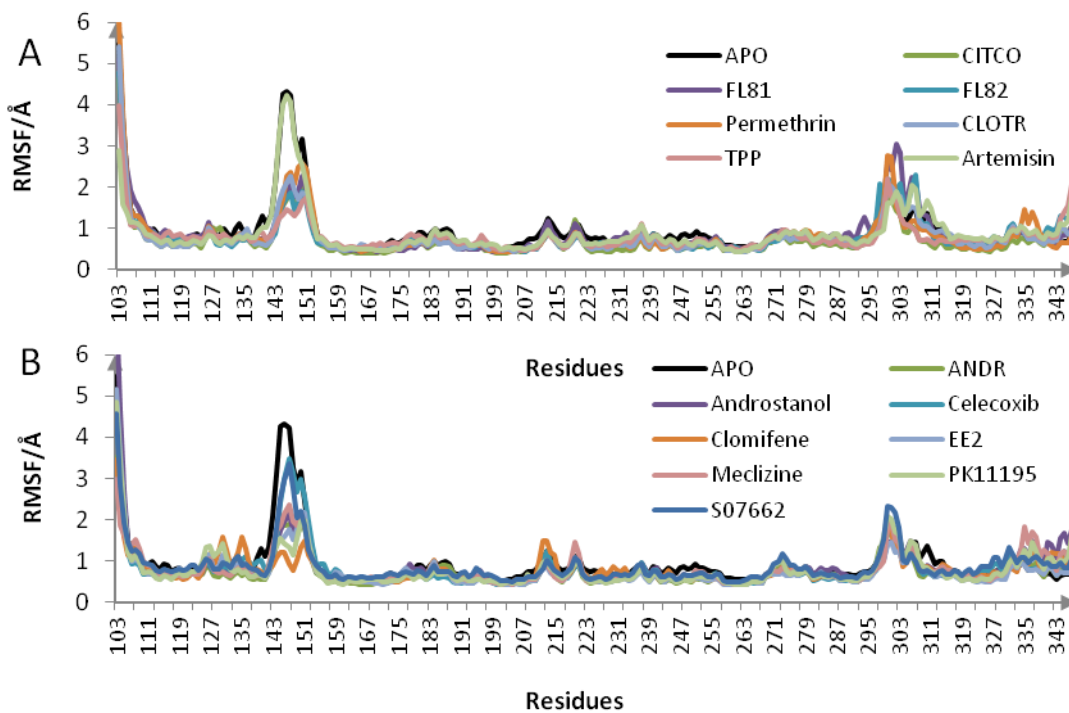 A
RMSF/Å
6
5
4
3
2
1
0
APO CITCO
FL81 FL82
Permethrin CLOTR
TPP Artemisin
103 111 119 127 135 143 151 159 167 175 183 191 199 207 215 223 231 239 247 255 263 271 279 287 295 303 311 319 327 335 343
Residues
B
RMSF/Å
6
5
4
3
2
1
0
APO ANDR
Androstanol Celecoxib
Clomifene EE2
Meclizine PK11195
S07662
103 111 119 127 135 143 151 159 167 175 183 191 199 207 215 223 231 239 247 255 263 271 279 287 295 303 311 319 327 335 343
Residues